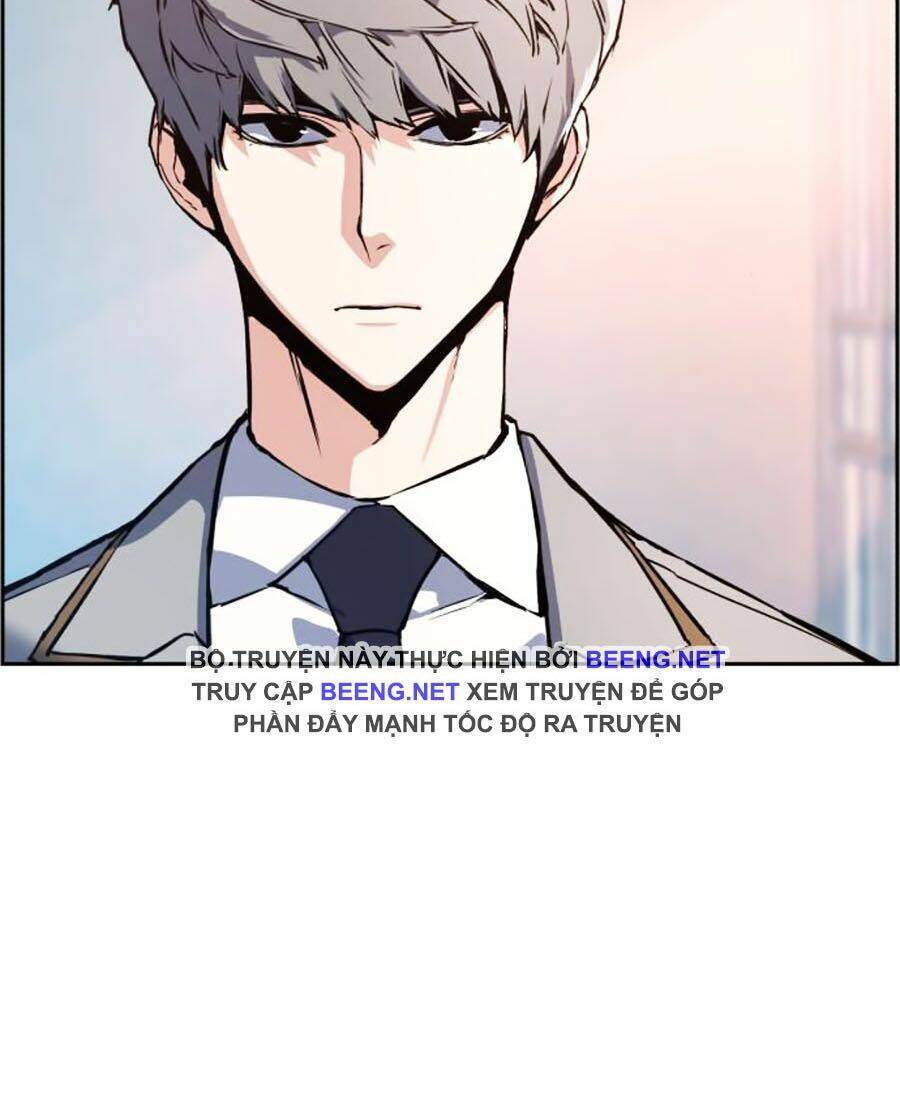 BỘ TRUYỆN NÀY THỰC HIỆN BỞI BEENG.NET
TRUY CẬP BEENG.NET XEM TRUYỆN ĐỂ GÓP
PHẦN ĐẨY MẠNH TỐC ĐỘ RA TRUYỆN